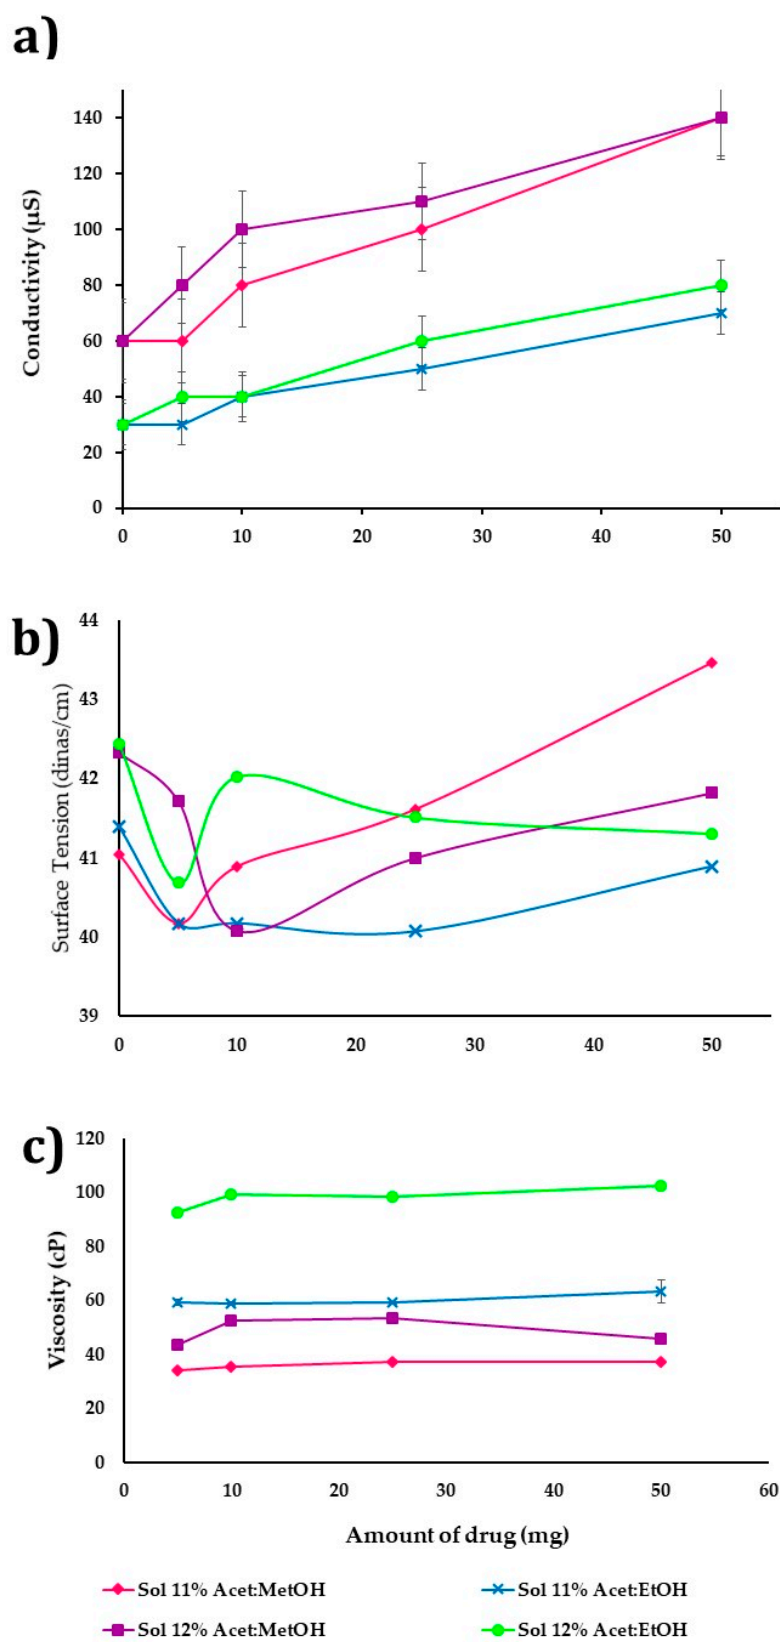 a)
Conductivity (µS)
140
120
100
80
60
40
20
0
0 10 20 30 40 50
b)
Surface Tension (dinas/cm)
44
43
42
41
40
39
0 10 20 30 40 50
c)
Viscosity (cP)
120
100
80
60
40
20
0
0 10 20 30 40 50 60
Amount of drug (mg)
Sol 11% Acet:MetOH Sol 11% Acet:EtOH
Sol 12% Acet:MetOH Sol 12% Acet:EtOH